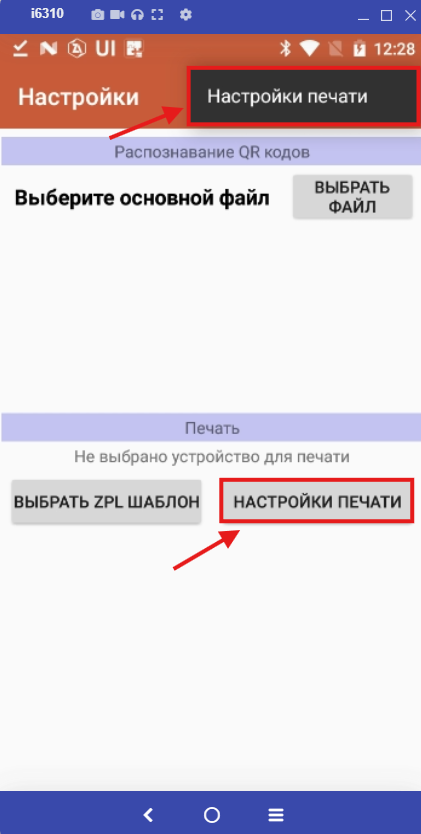 i6310
UI 12:28
Настройки
Настройки печати
Распознавание QR кодов
Выберите основной файл
ВЫБРАТЬ
ФАЙЛ
Печать
Не выбрано устройство для печати
ВЫБРАТЬ ZPL ШАБЛОН
НАСТРОЙКИ ПЕЧАТИ